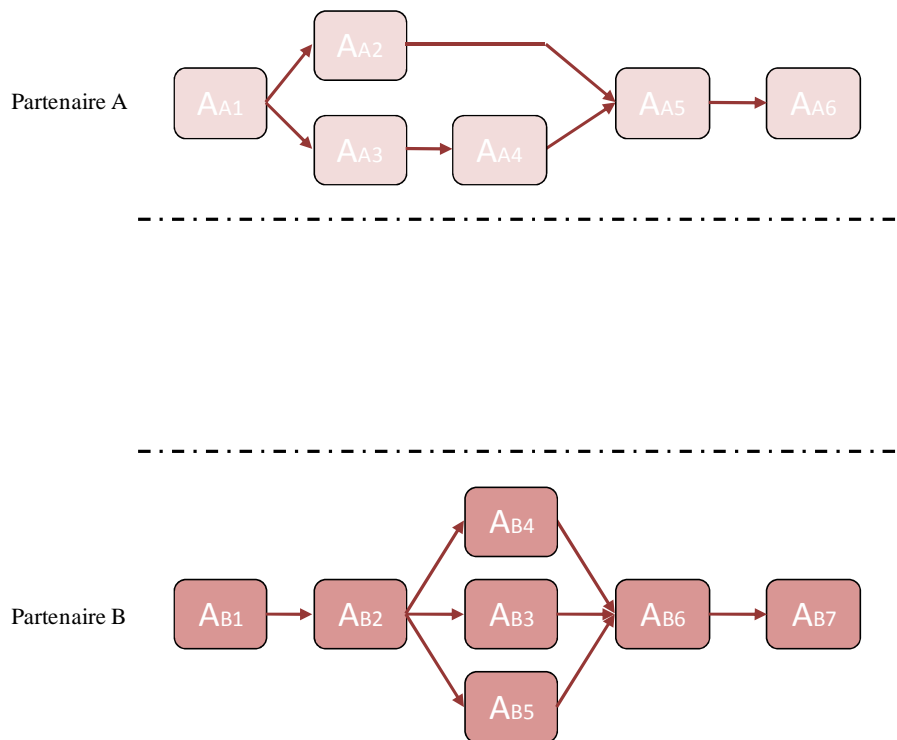 Partenaire A
AA1
AA2
AA3
AA4
AA5
AA6
Partenaire B
AB1
AB2
AB4
AB3
AB5
AB6
AB7